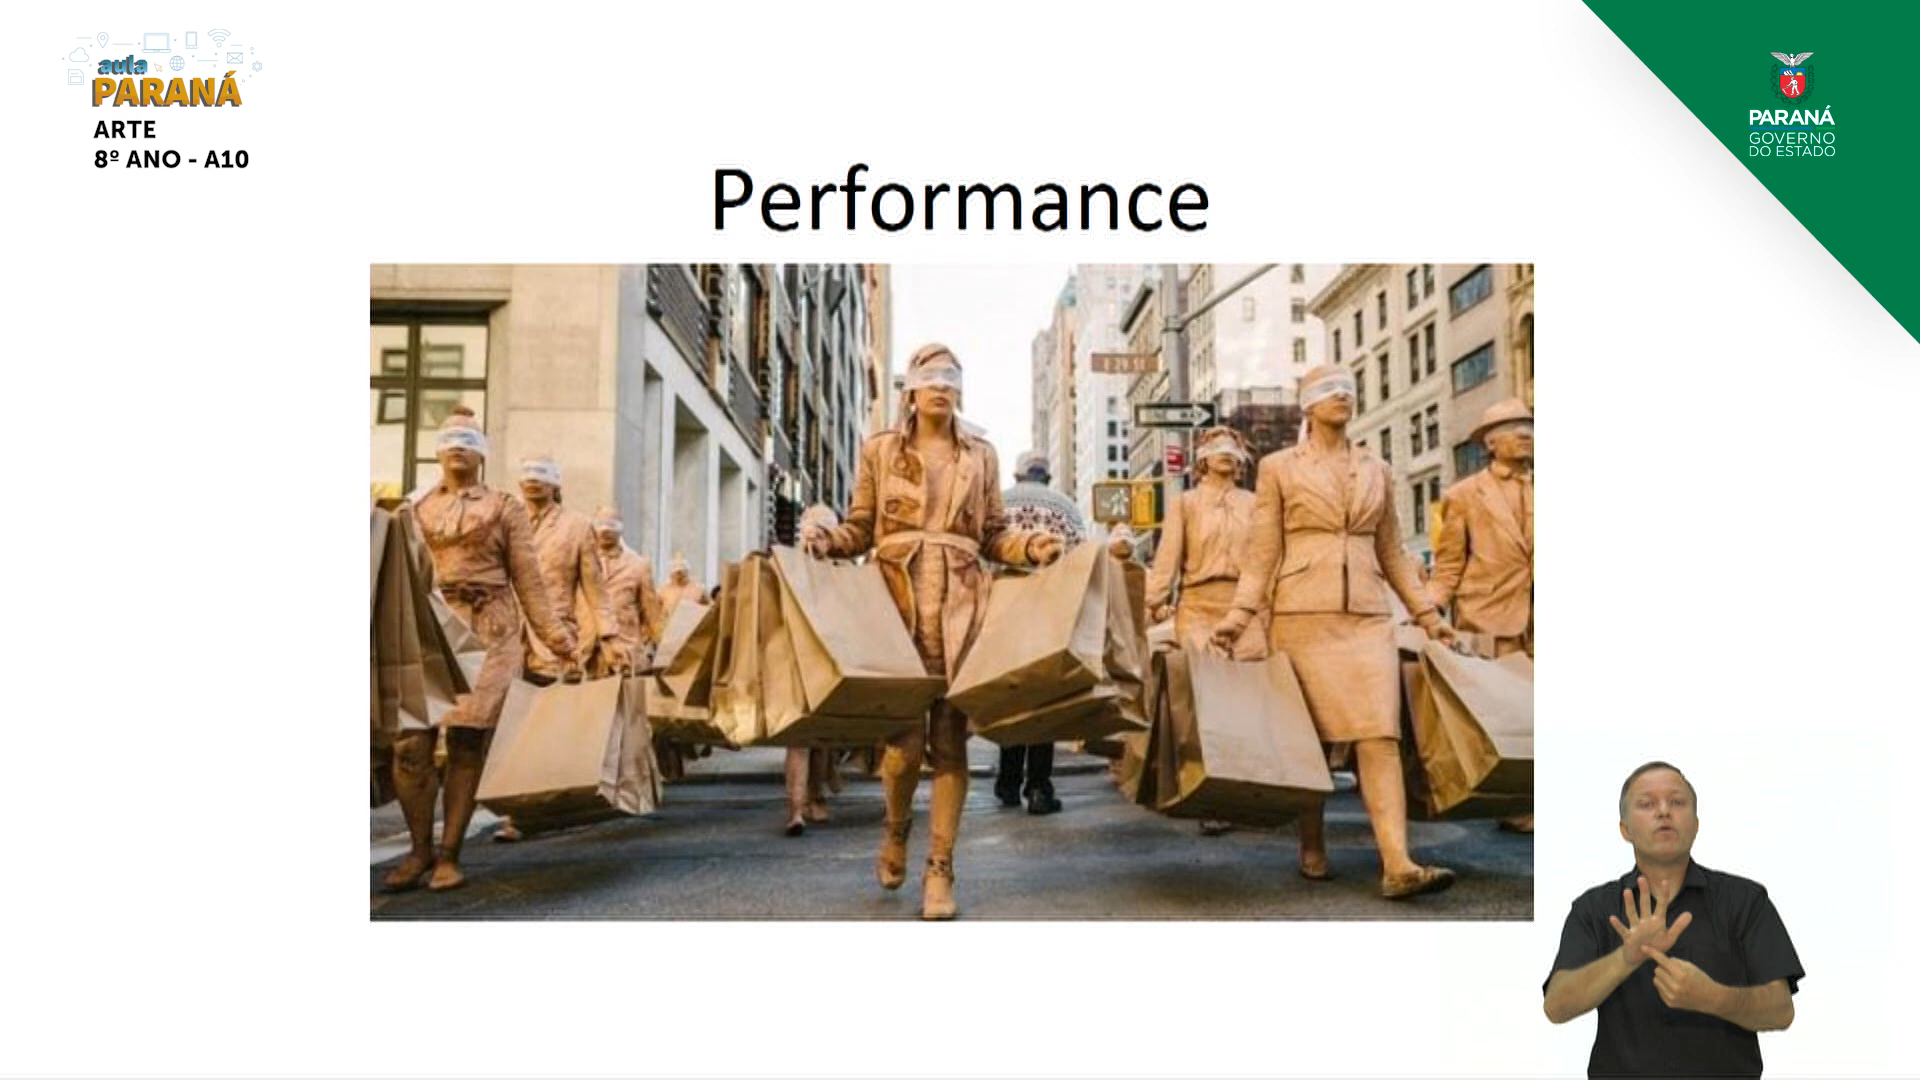 aula
PARANÁ
ARTE
8º ANO - A10
PARANÁ
GOVERNO
DO ESTADO
Performance